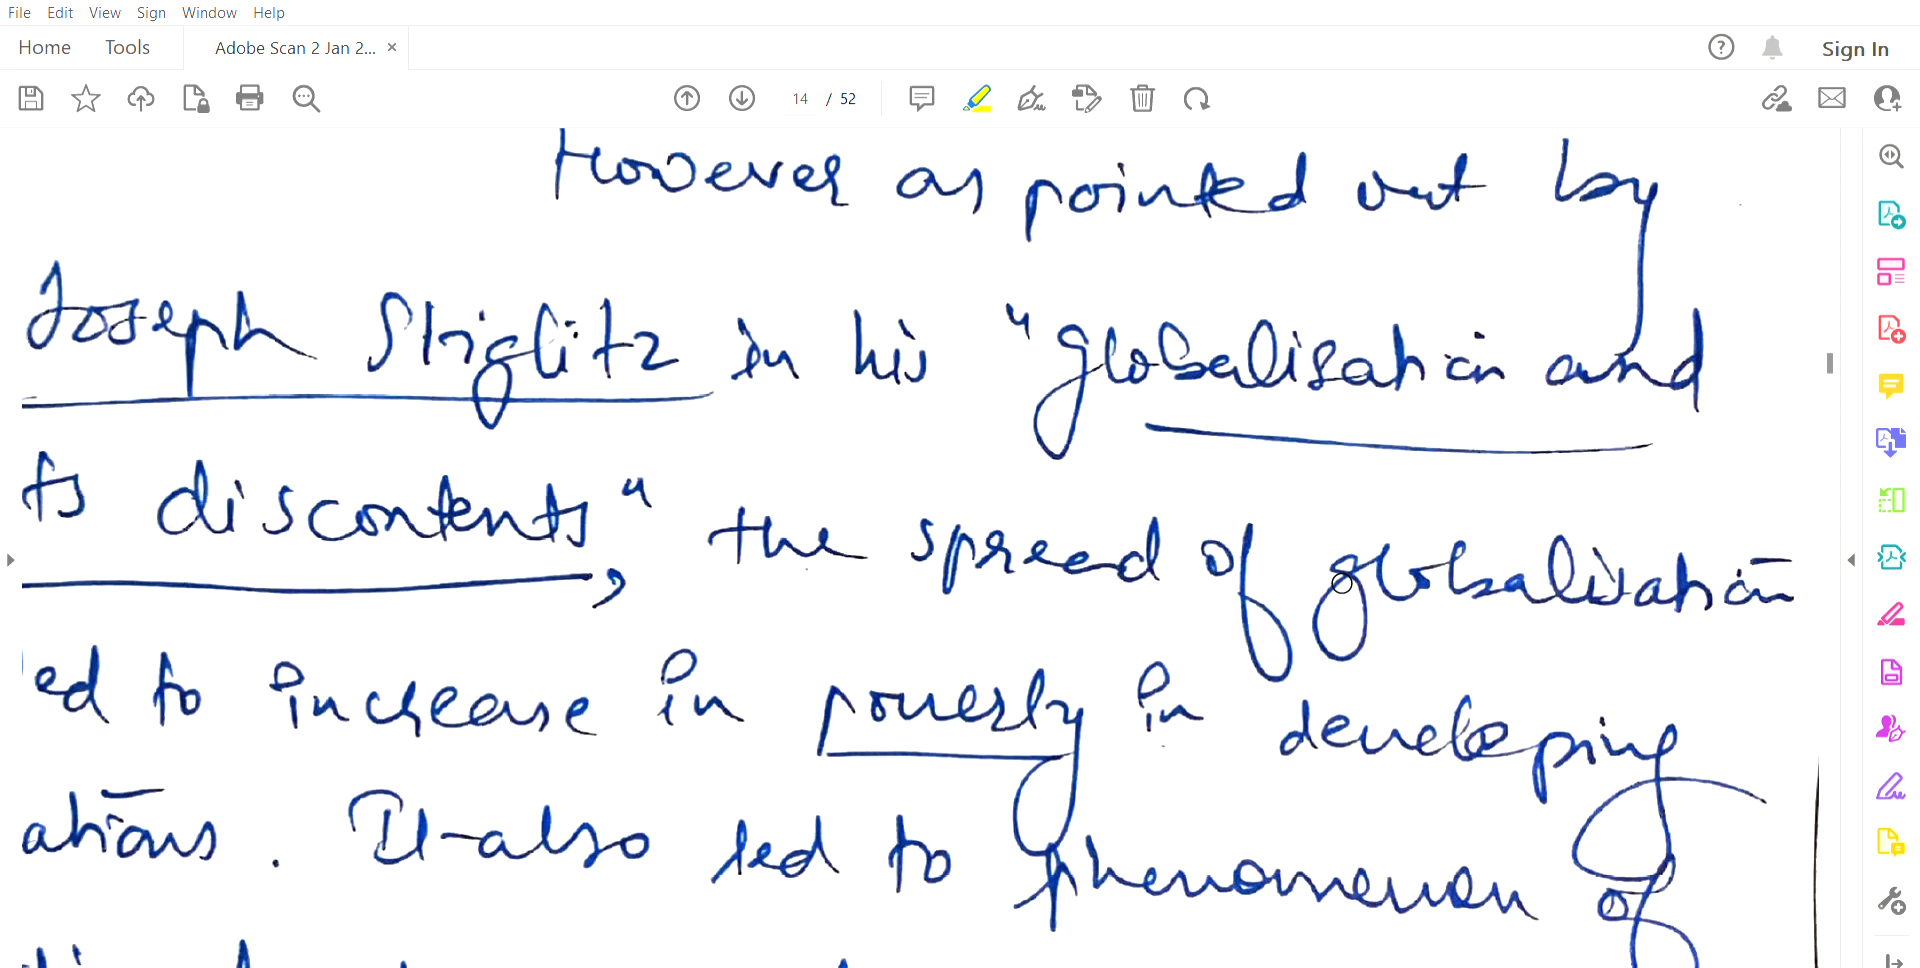 File Edit View Sign Window Help
Home Tools Adobe Scan 2 Jan 2... × Sign In
14 / 52
However as pointed out by
Joseph Stiglitz in his "globalisation and
ts discontents", the spread of globalisation
ed to increase in poverty in developing
ations. It also led to phenomenon of